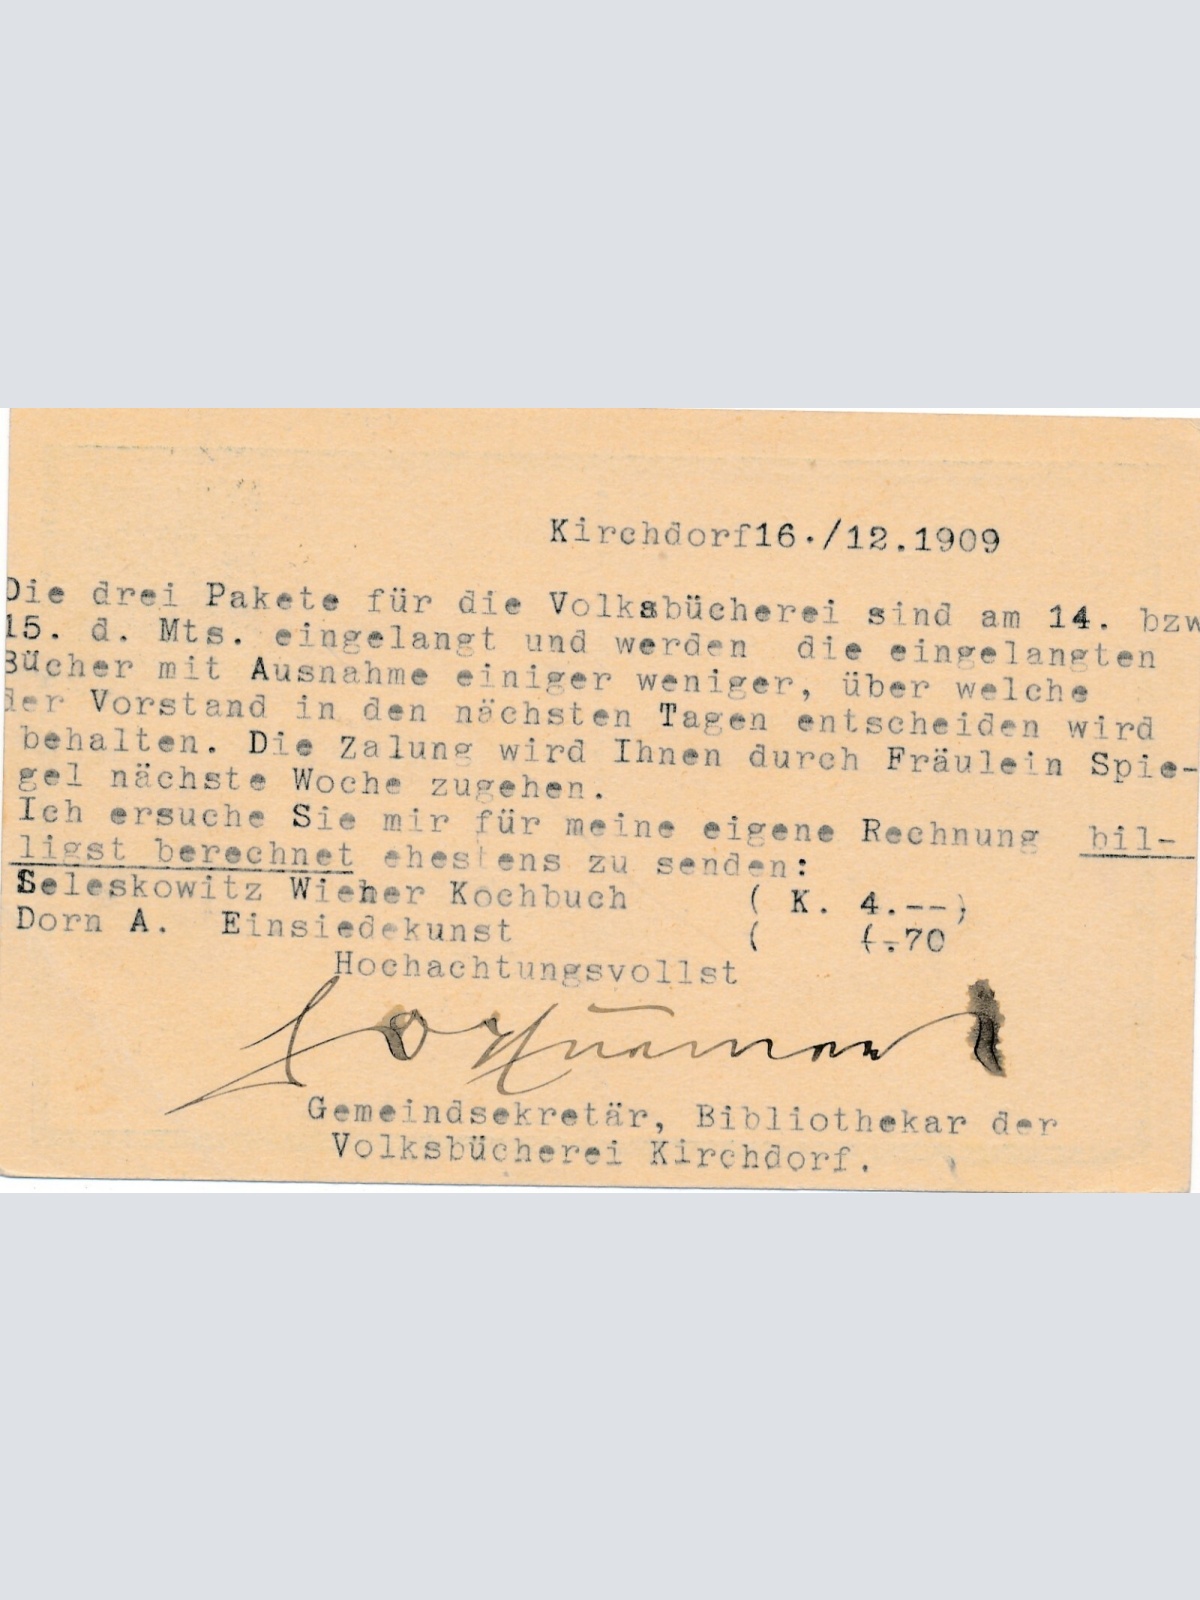 Kirchdorf16./12.1909
Die drei Pakete für die Volksbücherei sind am 14. bzw
15. d. Mts. eingelangt und werden die eingelangten
Bücher mit Ausnahme einiger weniger, über welche
der Vorstand in den nächsten Tagen entscheiden wird
behalten. Die Zalung wird Ihnen durch Fräulein Spie-
gel nächste Woche zugehen.
Ich ersuche Sie mir für meine eigene Rechnung bil-
ligst berechnet ehestens zu senden:
Seleskowitz Wiener Kochbuch ( K. 4.--)
Dorn A. Einsiedekunst ( (.70
Hochachtungsvollst
Gemeindsekretär, Bibliothekar der
Volksbücherei Kirchdorf.